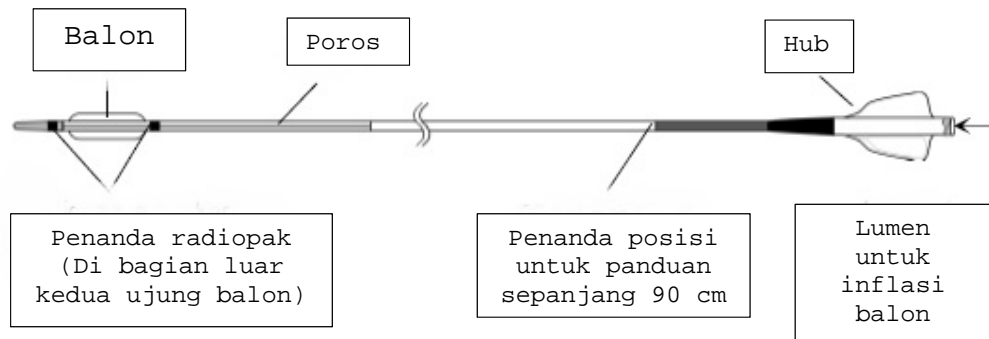 Balon
Poros
Hub
Penanda radiopak
(Di bagian luar
kedua ujung balon)
Penanda posisi
untuk panduan
sepanjang 90 cm
Lumen
untuk
inflasi
balon